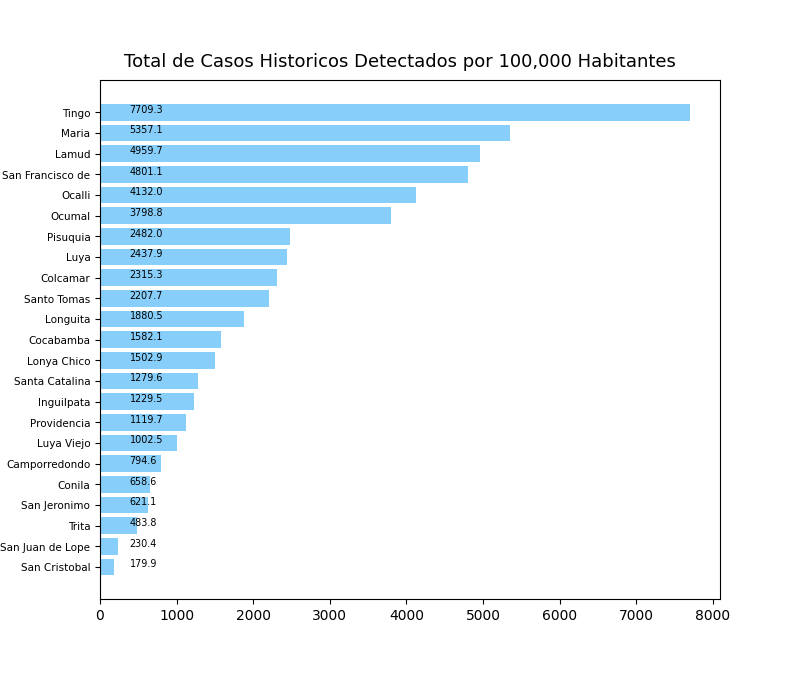 Total de Casos Historicos Detectados por 100,000 Habitantes
Tingo 7709.3
Maria 5357.1
Lamud 4959.7
San Francisco de 4801.1
Ocalli 4132.0
Ocumal 3798.8
Pisuquia 2482.0
Luya 2437.9
Colcamar 2315.3
Santo Tomas 2207.7
Longuita 1880.5
Cocabamba 1582.1
Lonya Chico 1502.9
Santa Catalina 1279.6
Inguilpata 1229.5
Providencia 1119.7
Luya Viejo 1002.5
Camporredondo 794.6
Conila 658.6
San Jeronimo 621.1
Trita 483.8
San Juan de Lope 230.4
San Cristobal 179.9
0 1000 2000 3000 4000 5000 6000 7000 8000